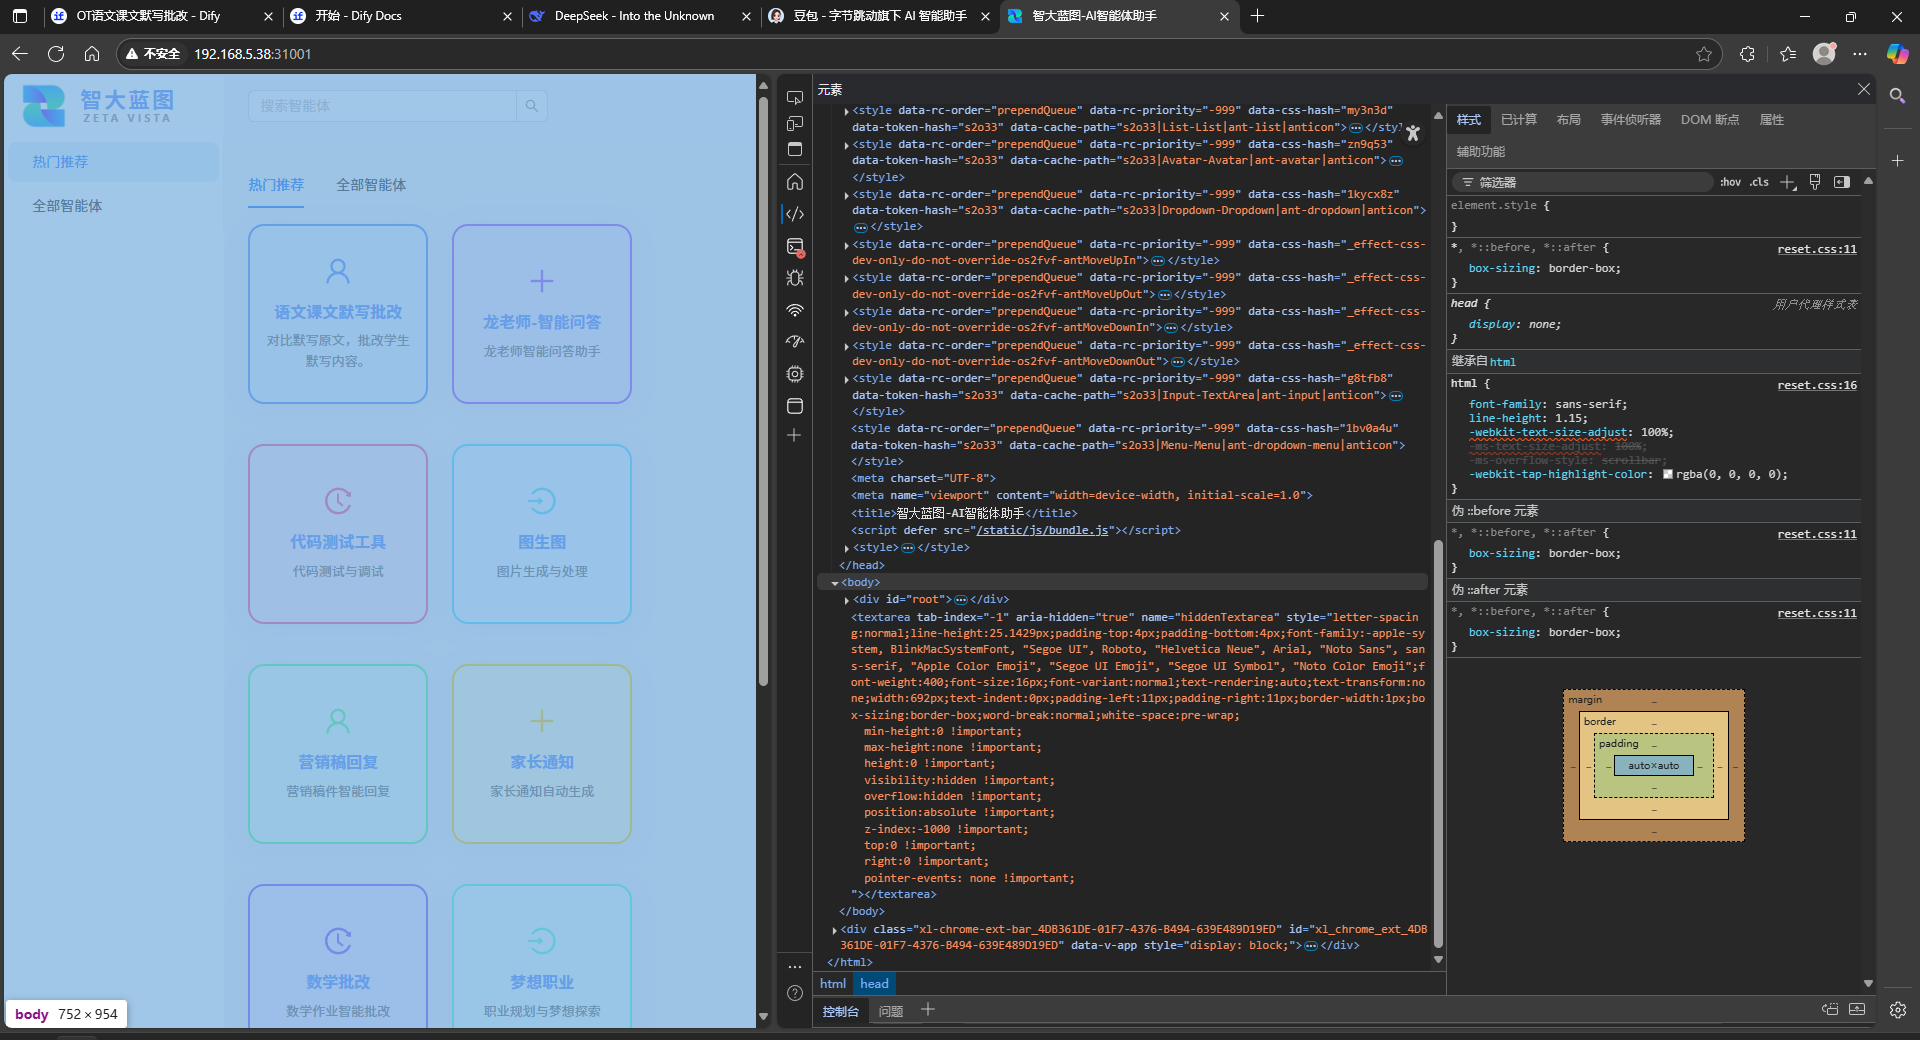 OT语文课文默写批改 - Dify
开始 - Dify Docs
DeepSeek - Into the Unknown
豆包 - 字节跳动旗下 AI 智能助手
智大蓝图-AI智能体助手
不安全
192.168.5.38:31001
智大蓝图
ZETA VISTA
搜索智能体
热门推荐
全部智能体
热门推荐
全部智能体
语文课文默写批改
对比默写原文，批改学生
默写内容。
龙老师-智能问答
龙老师智能问答助手
代码测试工具
代码测试与调试
图生图
图片生成与处理
营销稿回复
营销稿件智能回复
家长通知
家长通知自动生成
数学批改
数学作业智能批改
梦想职业
职业规划与梦想探索
body 752 × 954
元素
<style data-rc-order="prependQueue" data-rc-priority="-999" data-css-hash="my3n3d"
data-token-hash="s2o33" data-cache-path="s2o33|List-List|ant-list|anticon">…</style>
<style data-rc-order="prependQueue" data-rc-priority="-999" data-css-hash="zn9q53"
data-token-hash="s2o33" data-cache-path="s2o33|Avatar-Avatar|ant-avatar|anticon">…
</style>
<style data-rc-order="prependQueue" data-rc-priority="-999" data-css-hash="1kycx8z"
data-token-hash="s2o33" data-cache-path="s2o33|Dropdown-Dropdown|ant-dropdown|anticon">
…</style>
<style data-rc-order="prependQueue" data-rc-priority="-999" data-css-hash="_effect-css-
dev-only-do-not-override-os2fvf-antMoveUpIn">…</style>
<style data-rc-order="prependQueue" data-rc-priority="-999" data-css-hash="_effect-css-
dev-only-do-not-override-os2fvf-antMoveUpOut">…</style>
<style data-rc-order="prependQueue" data-rc-priority="-999" data-css-hash="_effect-css-
dev-only-do-not-override-os2fvf-antMoveDownIn">…</style>
<style data-rc-order="prependQueue" data-rc-priority="-999" data-css-hash="_effect-css-
dev-only-do-not-override-os2fvf-antMoveDownOut">…</style>
<style data-rc-order="prependQueue" data-rc-priority="-999" data-css-hash="g8tfb8"
data-token-hash="s2o33" data-cache-path="s2o33|Input-TextArea|ant-input|anticon">…
</style>
<style data-rc-order="prependQueue" data-rc-priority="-999" data-css-hash="1bv0a4u"
data-token-hash="s2o33" data-cache-path="s2o33|Menu-Menu|ant-dropdown-menu|anticon">
</style>
<meta charset="UTF-8">
<meta name="viewport" content="width=device-width, initial-scale=1.0">
<title>智大蓝图-AI智能体助手</title>
<script defer src="/static/js/bundle.js"></script>
<style>…</style>
</head>
<body>
<div id="root">…</div>
<textarea tab-index="-1" aria-hidden="true" name="hiddenTextarea" style="letter-spacin
g:normal;line-height:25.1429px;padding-top:4px;padding-bottom:4px;font-family:-apple-sy
stem, BlinkMacSystemFont, "Segoe UI", Roboto, "Helvetica Neue", Arial, "Noto Sans", san
s-serif, "Apple Color Emoji", "Segoe UI Emoji", "Segoe UI Symbol", "Noto Color Emoji";f
ont-weight:400;font-size:16px;font-variant:normal;text-rendering:auto;text-transform:no
ne;width:692px;text-indent:0px;padding-left:11px;padding-right:11px;border-width:1px;bo
x-sizing:border-box;word-break:normal;white-space:pre-wrap;
min-height:0 !important;
max-height:none !important;
height:0 !important;
visibility:hidden !important;
overflow:hidden !important;
position:absolute !important;
z-index:-1000 !important;
top:0 !important;
right:0 !important;
pointer-events: none !important;
"></textarea>
</body>
<div class="xl-chrome-ext-bar_4DB361DE-01F7-4376-B494-639E489D19ED" id="xl_chrome_ext_4DB
361DE-01F7-4376-B494-639E489D19ED" data-v-app style="display: block;">…</div>
</html>
html head
控制台 问题
样式 已计算 布局 事件侦听器 DOM 断点 属性
辅助功能
筛选器 :hov .cls
element.style {
}
*, *::before, *::after { reset.css:11
box-sizing: border-box;
}
head { 用户代理样式表
display: none;
}
继承自 html
html { reset.css:16
font-family: sans-serif;
line-height: 1.15;
-webkit-text-size-adjust: 100%;
-ms-text-size-adjust: 100%;
-ms-overflow-style: scrollbar;
-webkit-tap-highlight-color: rgba(0, 0, 0, 0);
}
伪 ::before 元素
*, *::before, *::after { reset.css:11
box-sizing: border-box;
}
伪 ::after 元素
*, *::before, *::after { reset.css:11
box-sizing: border-box;
}
margin
border
padding
auto×auto